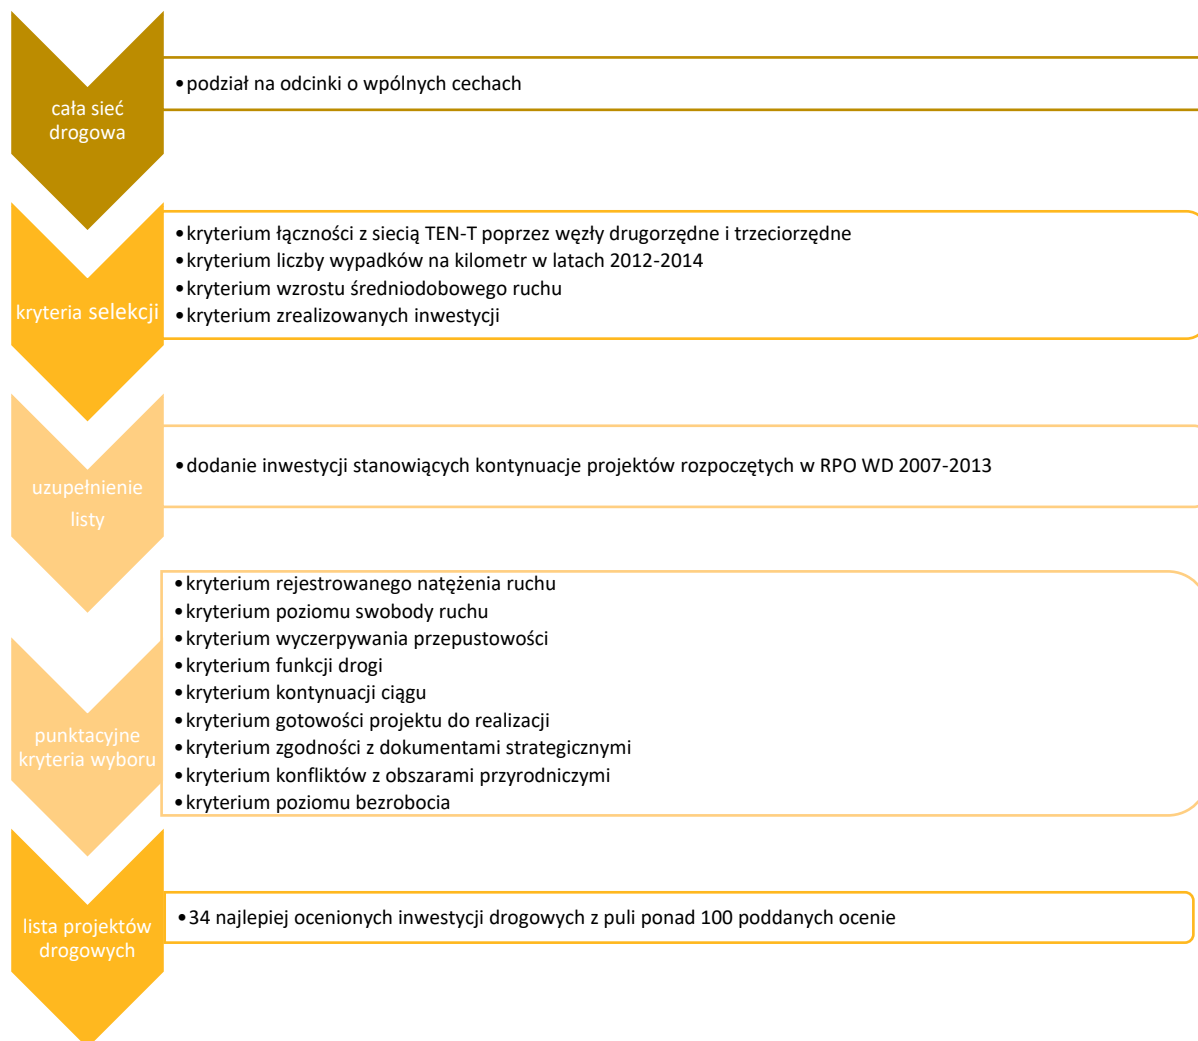 cała sieć
drogowa
•podział na odcinki o wpólnych cechach
kryteria selekcji
•kryterium łączności z siecią TEN-T poprzez węzły drugorzędne i trzeciorzędne
•kryterium liczby wypadków na kilometr w latach 2012-2014
•kryterium wzrostu średniodobowego ruchu
•kryterium zrealizowanych inwestycji
uzupełnienie
listy
•dodanie inwestycji stanowiących kontynuacje projektów rozpoczętych w RPO WD 2007-2013
punktacyjne
kryteria wyboru
•kryterium rejestrowanego natężenia ruchu
•kryterium poziomu swobody ruchu
•kryterium wyczerpywania przepustowości
•kryterium funkcji drogi
•kryterium kontynuacji ciągu
•kryterium gotowości projektu do realizacji
•kryterium zgodności z dokumentami strategicznymi
•kryterium konfliktów z obszarami przyrodniczymi
•kryterium poziomu bezrobocia
lista projektów
drogowych
•34 najlepiej ocenionych inwestycji drogowych z puli ponad 100 poddanych ocenie